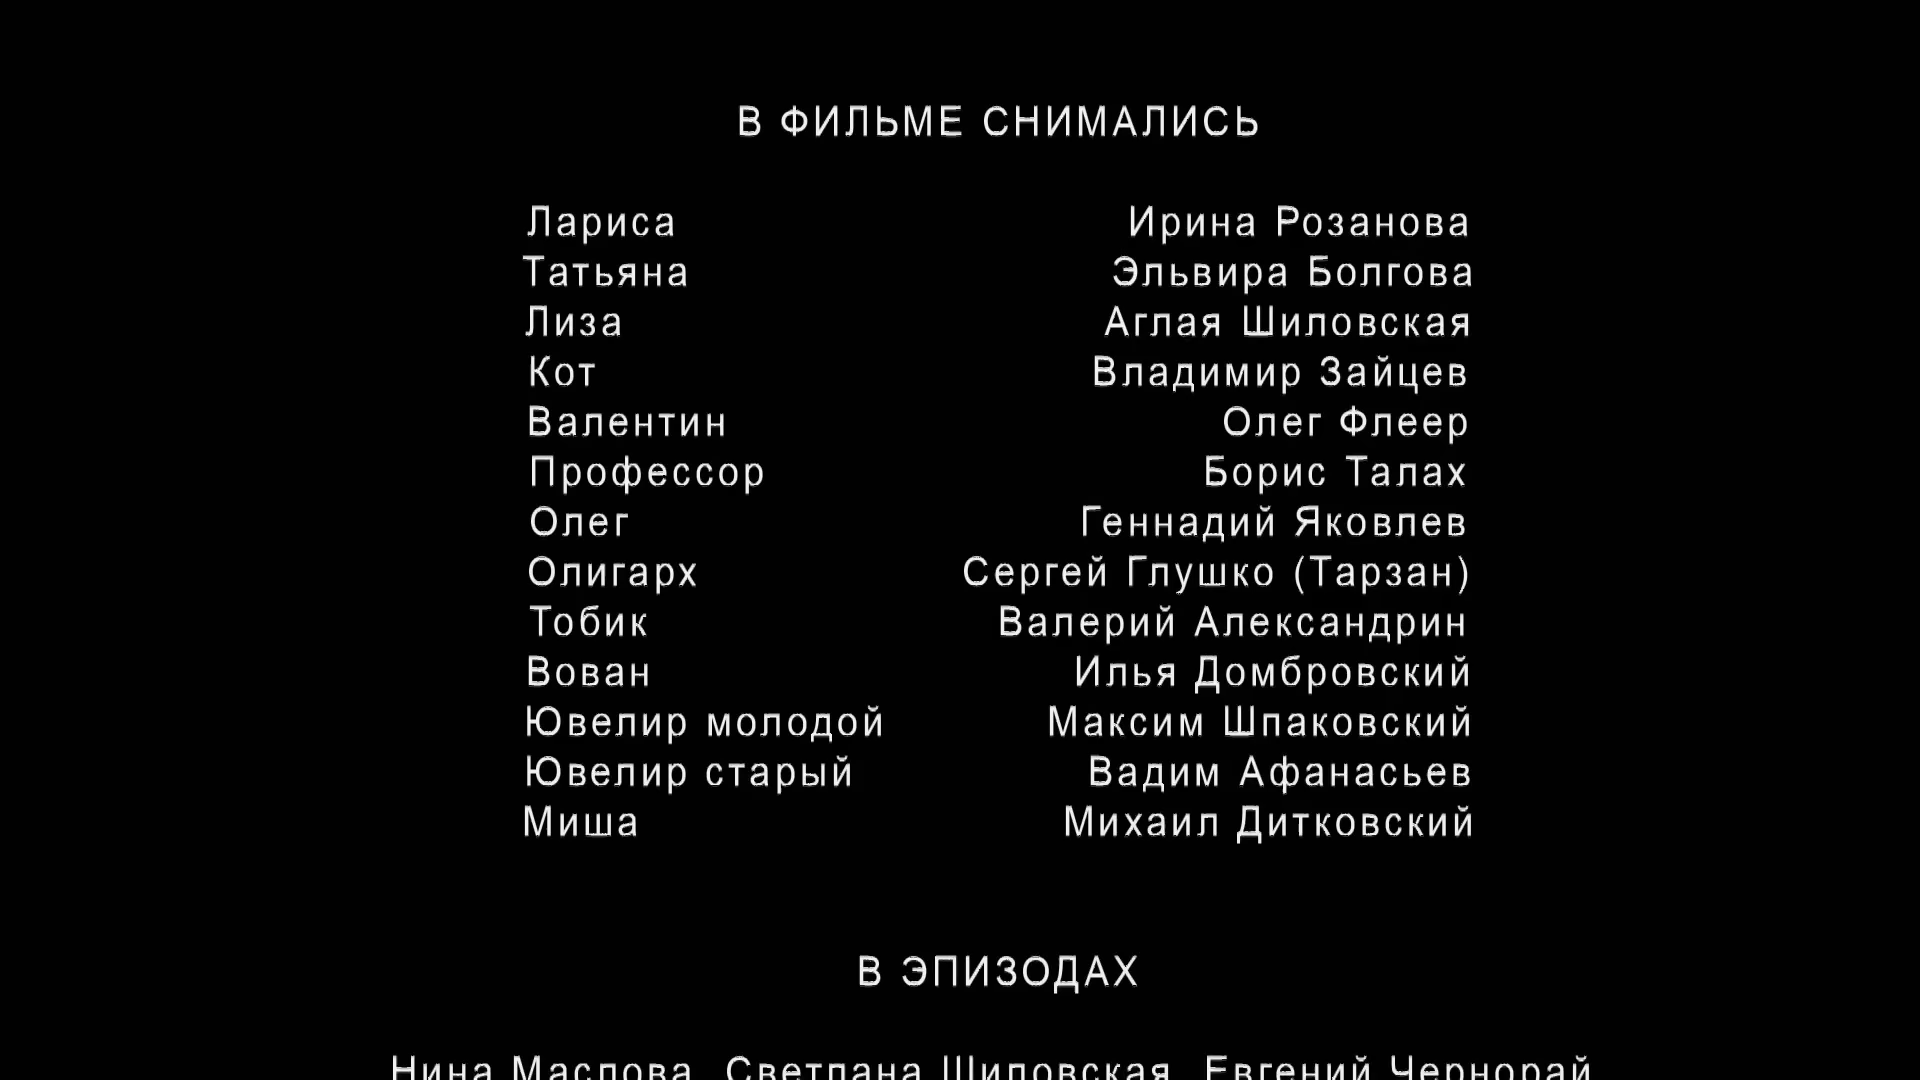 В ФИЛЬМЕ СНИМАЛИСЬ
Лариса Ирина Розанова
Татьяна Эльвира Болгова
Лиза Аглая Шиловская
Кот Владимир Зайцев
Валентин Олег Флеер
Профессор Борис Талах
Олег Геннадий Яковлев
Олигарх Сергей Глушко (Тарзан)
Тобик Валерий Александрин
Вован Илья Домбровский
Ювелир молодой Максим Шпаковский
Ювелир старый Вадим Афанасьев
Миша Михаил Дитковский
В ЭПИЗОДАХ
Нина Маслова, Светлана Шиловская, Евгений Чернорай